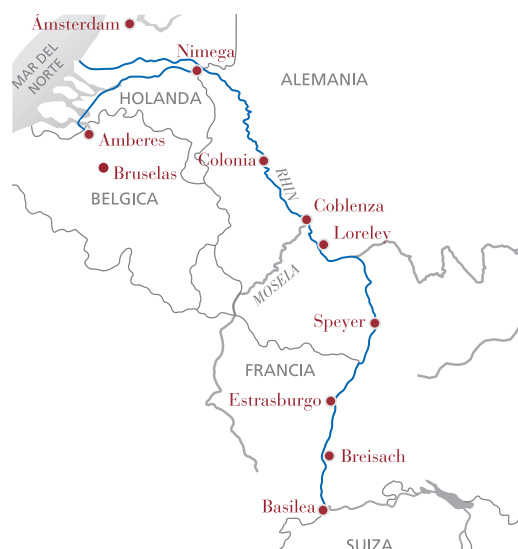 Ámsterdam
MAR DEL
NORTE
Nimega
ALEMANIA
HOLANDA
Amberes
Colonia
RHIN
Bruselas
BELGICA
Coblenza
Loreley
MOSELA
Speyer
FRANCIA
Estrasburgo
Breisach
Basilea
SUIZA